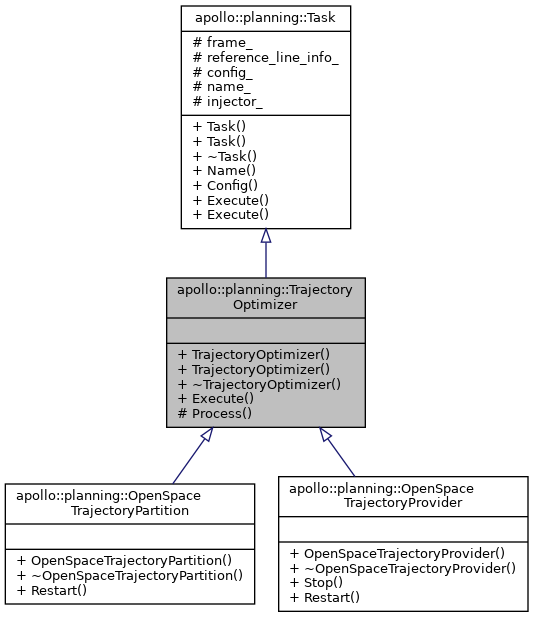 apollo::planning::Task
# frame_
# reference_line_info_
# config_
# name_
# injector_
+ Task()
+ Task()
+ ~Task()
+ Name()
+ Config()
+ Execute()
+ Execute()
apollo::planning::Trajectory
Optimizer
+ TrajectoryOptimizer()
+ TrajectoryOptimizer()
+ ~TrajectoryOptimizer()
+ Execute()
# Process()
apollo::planning::OpenSpace
TrajectoryPartition
+ OpenSpaceTrajectoryPartition()
+ ~OpenSpaceTrajectoryPartition()
+ Restart()
apollo::planning::OpenSpace
TrajectoryProvider
+ OpenSpaceTrajectoryProvider()
+ ~OpenSpaceTrajectoryProvider()
+ Stop()
+ Restart()